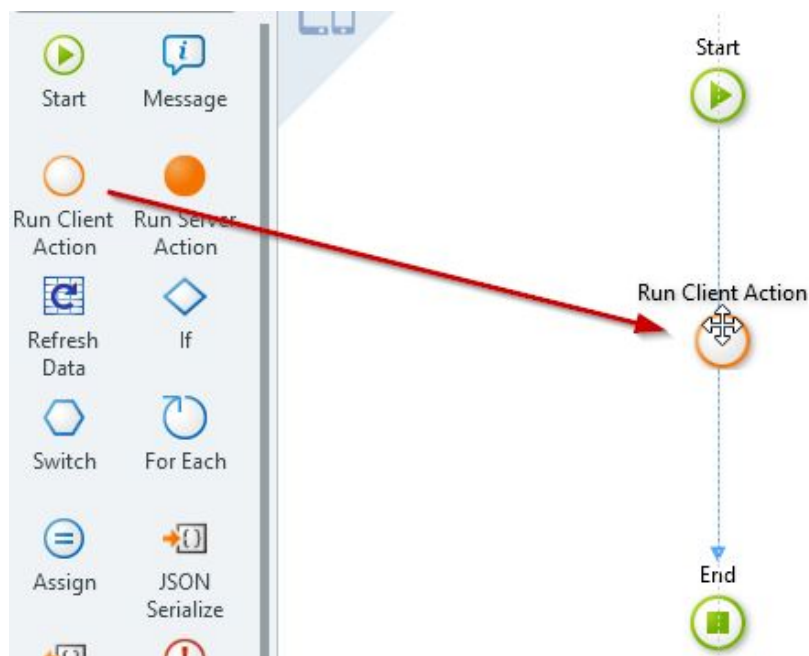 Start
Message
Run Client
Action
Run Server
Action
Refresh
Data
If
Switch
For Each
Assign
JSON
Serialize
Start
Run Client Action
End